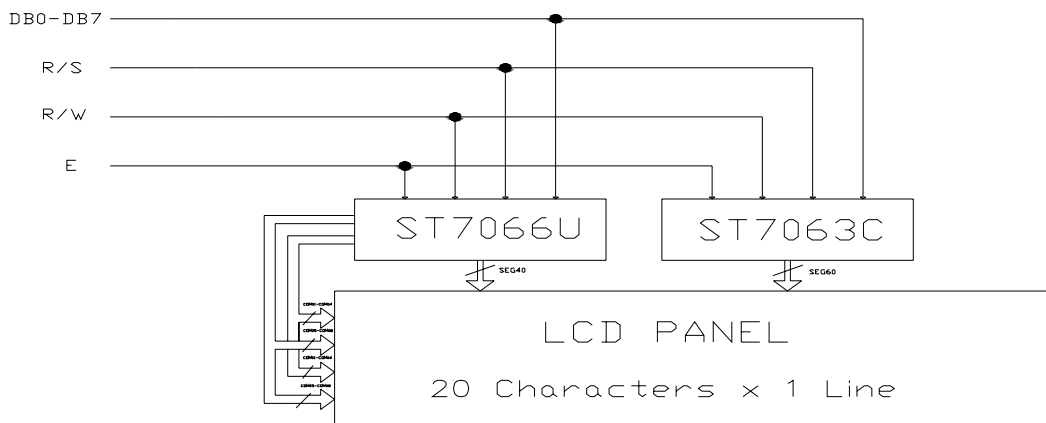 DB0-DB7
R/S
R/W
E
ST7066U
ST7063C
SEG40
SEG60
LCD PANEL
20 Characters x 1 Line